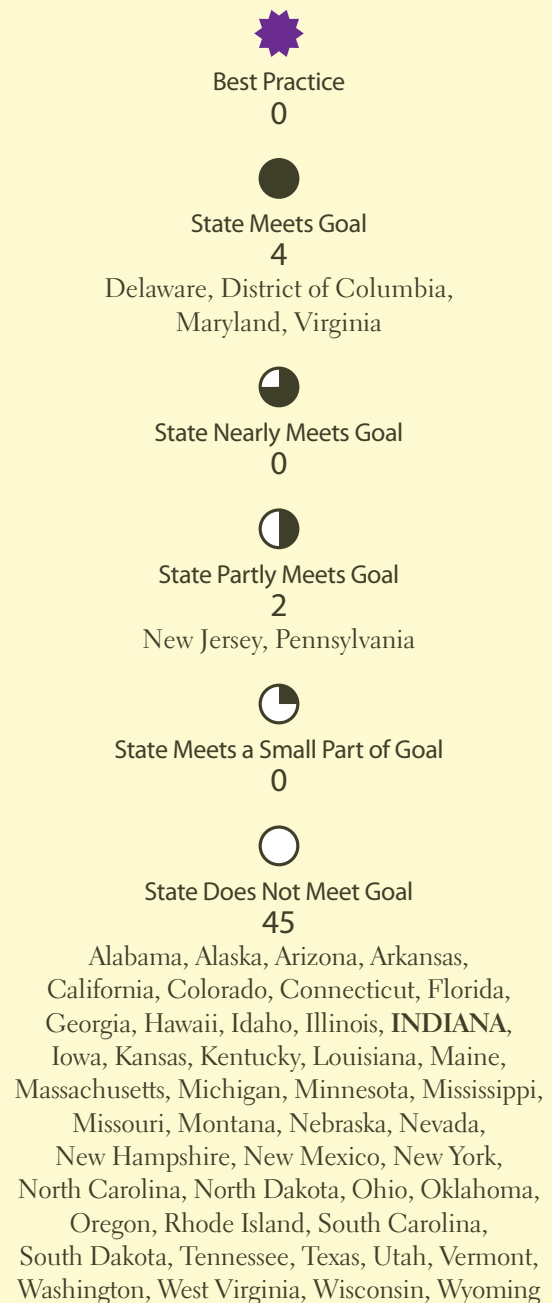 Best Practice
0
State Meets Goal
4
Delaware, District of Columbia,
Maryland, Virginia
State Nearly Meets Goal
0
State Partly Meets Goal
2
New Jersey, Pennsylvania
State Meets a Small Part of Goal
0
State Does Not Meet Goal
45
Alabama, Alaska, Arizona, Arkansas,
California, Colorado, Connecticut, Florida,
Georgia, Hawaii, Idaho, Illinois, INDIANA,
Iowa, Kansas, Kentucky, Louisiana, Maine,
Massachusetts, Michigan, Minnesota, Mississippi,
Missouri, Montana, Nebraska, Nevada,
New Hampshire, New Mexico, New York,
North Carolina, North Dakota, Ohio, Oklahoma,
Oregon, Rhode Island, South Carolina,
South Dakota, Tennessee, Texas, Utah, Vermont,
Washington, West Virginia, Wisconsin, Wyoming